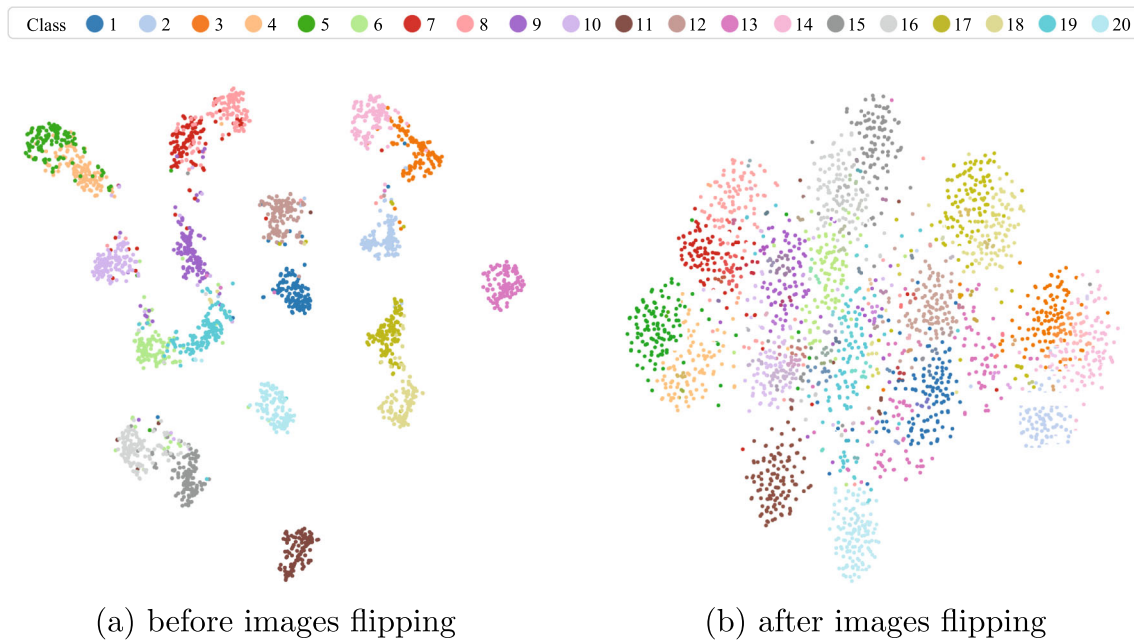 Class 1 2 3 4 5 6 7 8 9 10 11 12 13 14 15 16 17 18 19 20
(a) before images flipping
(b) after images flipping